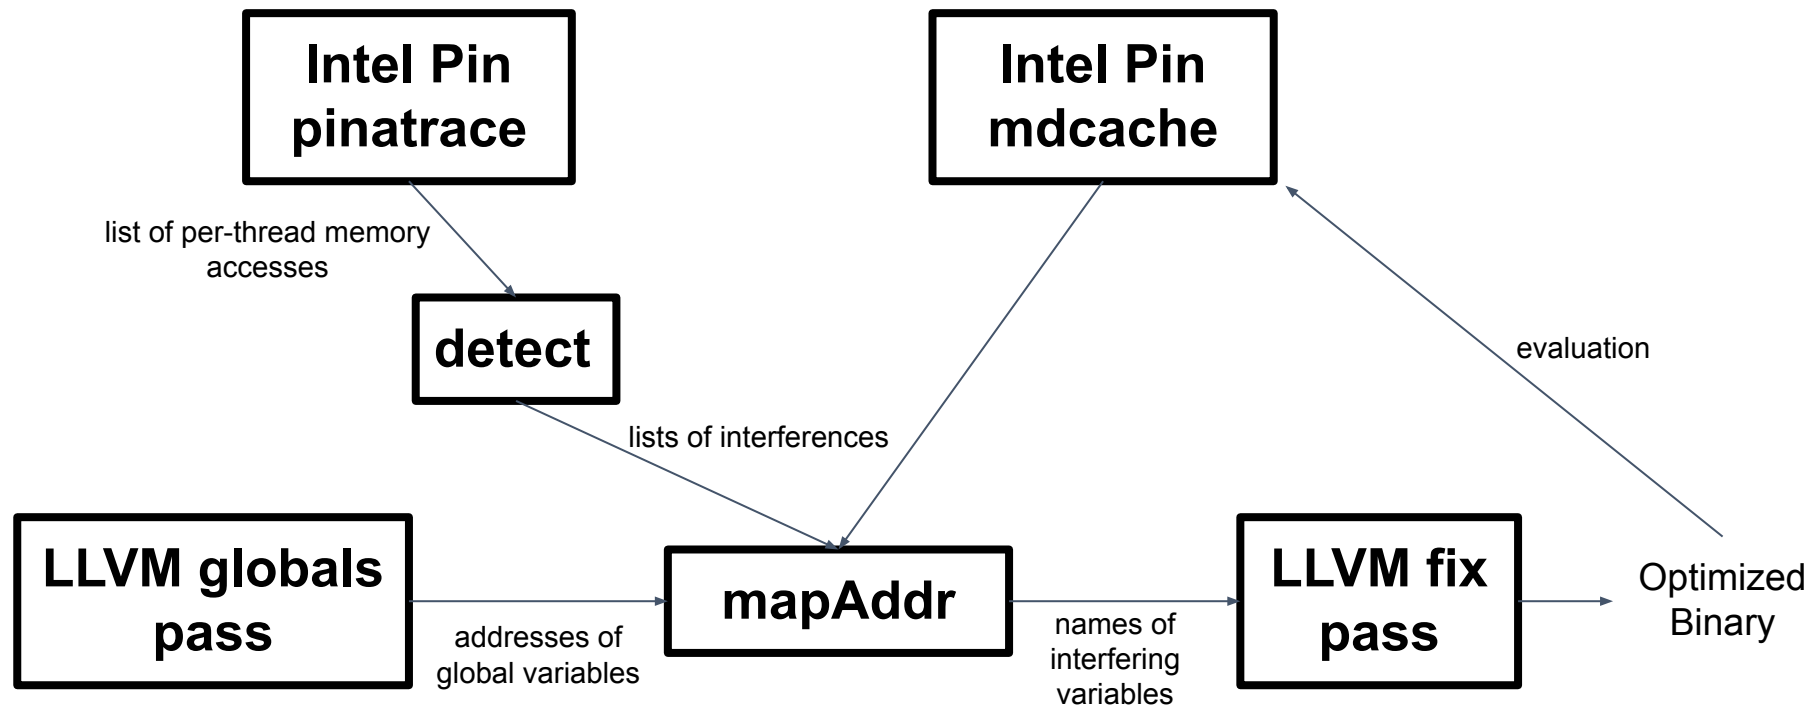 Intel Pin
pinatrace
Intel Pin
mdcache
list of per-thread memory
accesses
detect
evaluation
lists of interferences
LLVM globals
pass
addresses of
global variables
mapAddr
names of
interfering
variables
LLVM fix
pass
Optimized
Binary